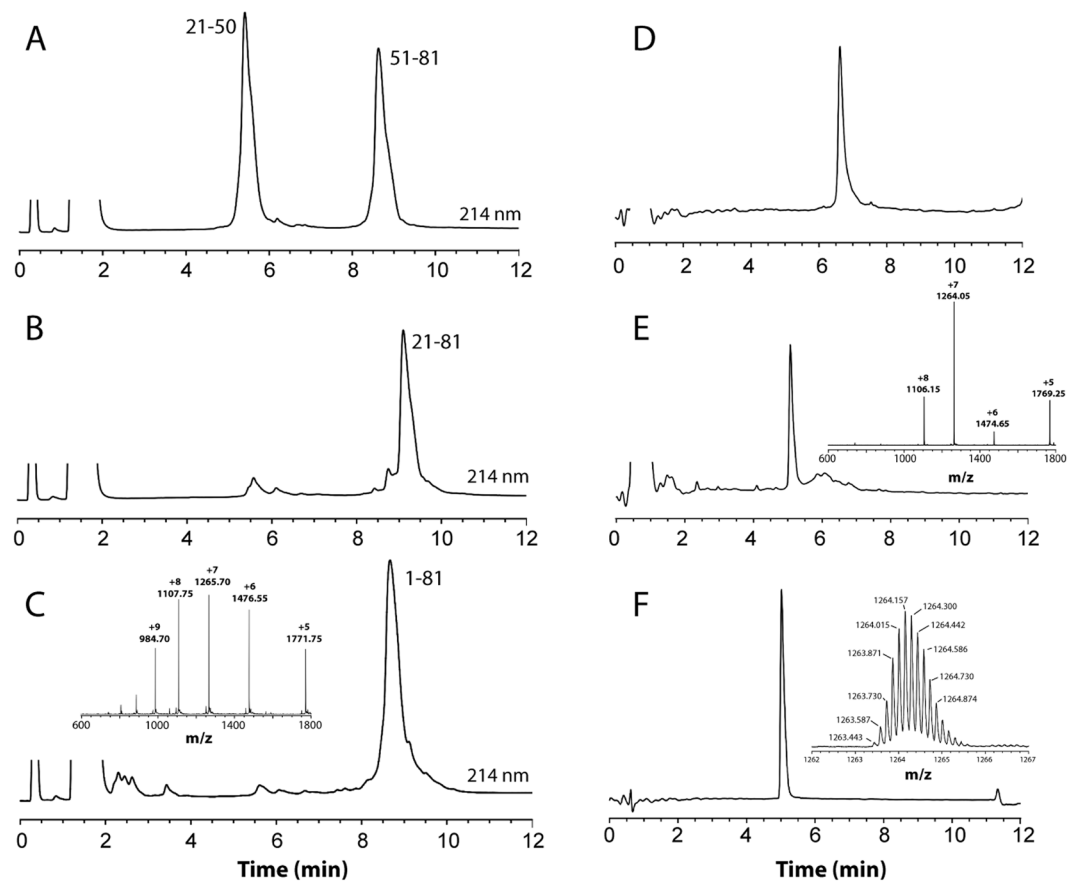 A
21-50
51-81
214 nm
0 2 4 6 8 10 12
B
21-81
214 nm
0 2 4 6 8 10 12
C
+9
984.70
+8
1107.75
+7
1265.70
+6
1476.55
+5
1771.75
600 1000 1400 1800
m/z
1-81
214 nm
0 2 4 6 8 10 12
Time (min)
D
0 2 4 6 8 10 12
E
+8
1106.15
+7
1264.05
+6
1474.65
+5
1769.25
600 1000 1400 1800
m/z
0 2 4 6 8 10 12
F
1263.443
1263.587
1263.730
1263.871
1264.015
1264.157
1264.300
1264.442
1264.586
1264.730
1264.874
1262 1263 1264 1265 1266 1267
m/z
0 2 4 6 8 10 12
Time (min)